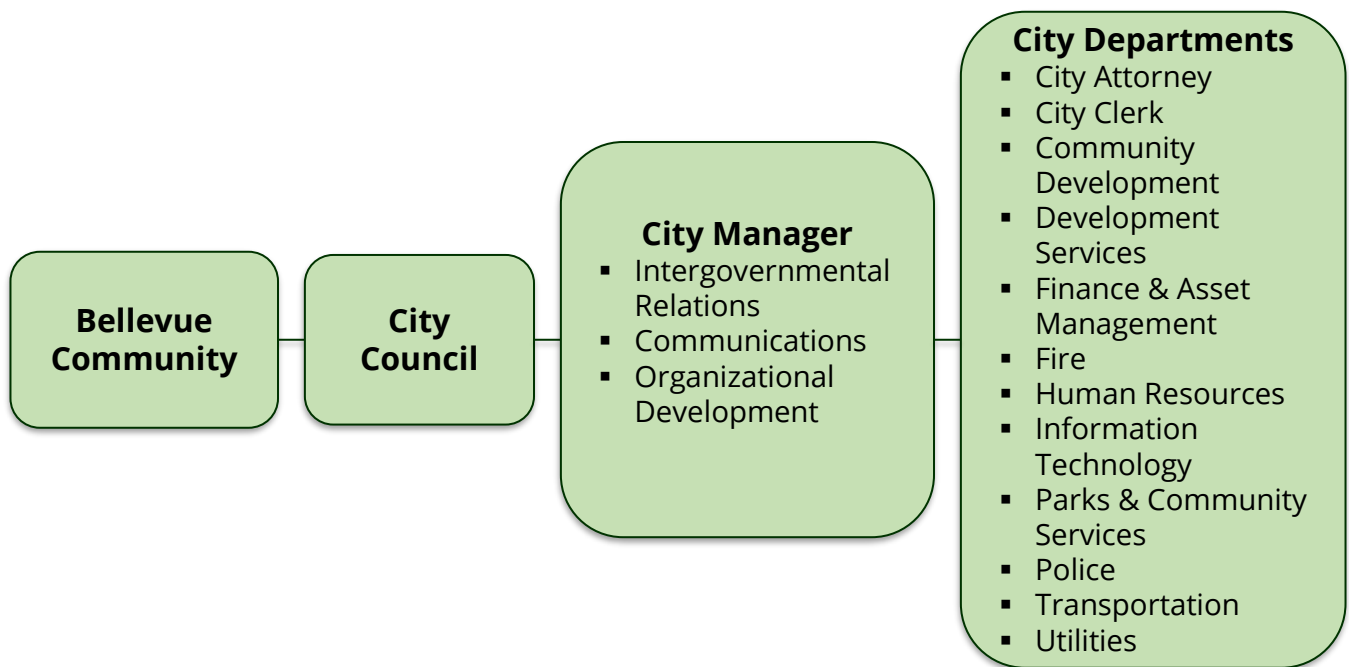 Bellevue
Community
City
Council
City Manager
▪ Intergovernmental
Relations
▪ Communications
▪ Organizational
Development
City Departments
▪ City Attorney
▪ City Clerk
▪ Community
Development
▪ Development
Services
▪ Finance & Asset
Management
▪ Fire
▪ Human Resources
▪ Information
Technology
▪ Parks & Community
Services
▪ Police
▪ Transportation
▪ Utilities